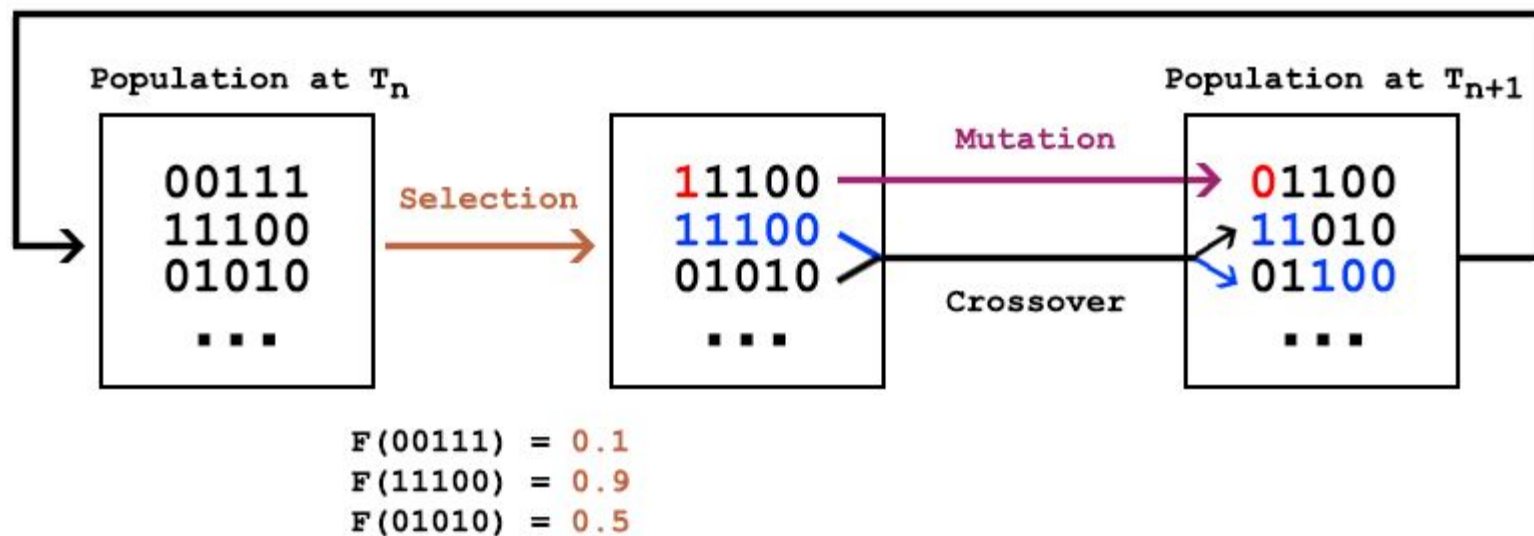 Population at Tn
00111
11100
01010
...
Selection
11100
11100
01010
...
Mutation
Crossover
Population at Tn+1
01100
11010
01100
...
F(00111) = 0.1
F(11100) = 0.9
F(01010) = 0.5